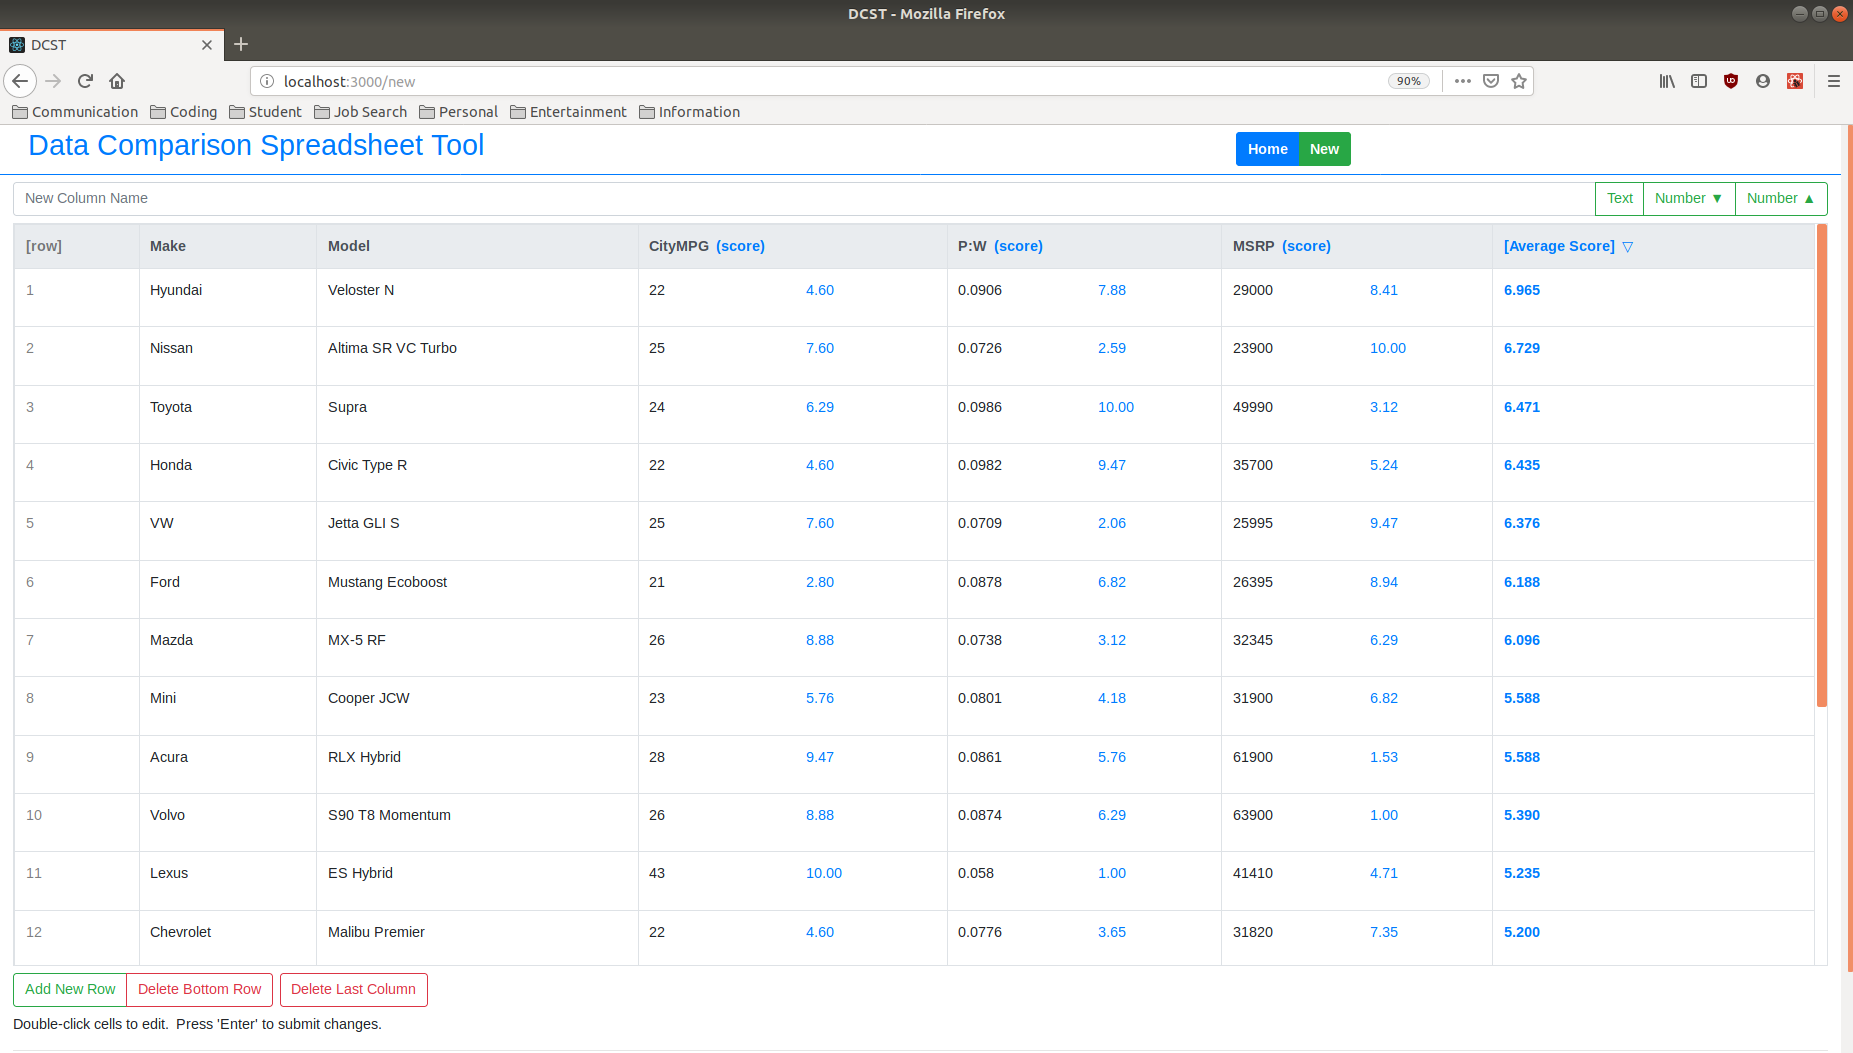 DCST - Mozilla Firefox
DCST
localhost:3000/new 90%
Communication Coding Student Job Search Personal Entertainment Information
Data Comparison Spreadsheet Tool Home New
New Column Name Text Number ▼ Number ▲
[row] Make Model CityMPG (score) P:W (score) MSRP (score) [Average Score] ▽
1 Hyundai Veloster N 22 4.60 0.0906 7.88 29000 8.41 6.965
2 Nissan Altima SR VC Turbo 25 7.60 0.0726 2.59 23900 10.00 6.729
3 Toyota Supra 24 6.29 0.0986 10.00 49990 3.12 6.471
4 Honda Civic Type R 22 4.60 0.0982 9.47 35700 5.24 6.435
5 VW Jetta GLI S 25 7.60 0.0709 2.06 25995 9.47 6.376
6 Ford Mustang Ecoboost 21 2.80 0.0878 6.82 26395 8.94 6.188
7 Mazda MX-5 RF 26 8.88 0.0738 3.12 32345 6.29 6.096
8 Mini Cooper JCW 23 5.76 0.0801 4.18 31900 6.82 5.588
9 Acura RLX Hybrid 28 9.47 0.0861 5.76 61900 1.53 5.588
10 Volvo S90 T8 Momentum 26 8.88 0.0874 6.29 63900 1.00 5.390
11 Lexus ES Hybrid 43 10.00 0.058 1.00 41410 4.71 5.235
12 Chevrolet Malibu Premier 22 4.60 0.0776 3.65 31820 7.35 5.200
Add New Row Delete Bottom Row Delete Last Column
Double-click cells to edit. Press 'Enter' to submit changes.